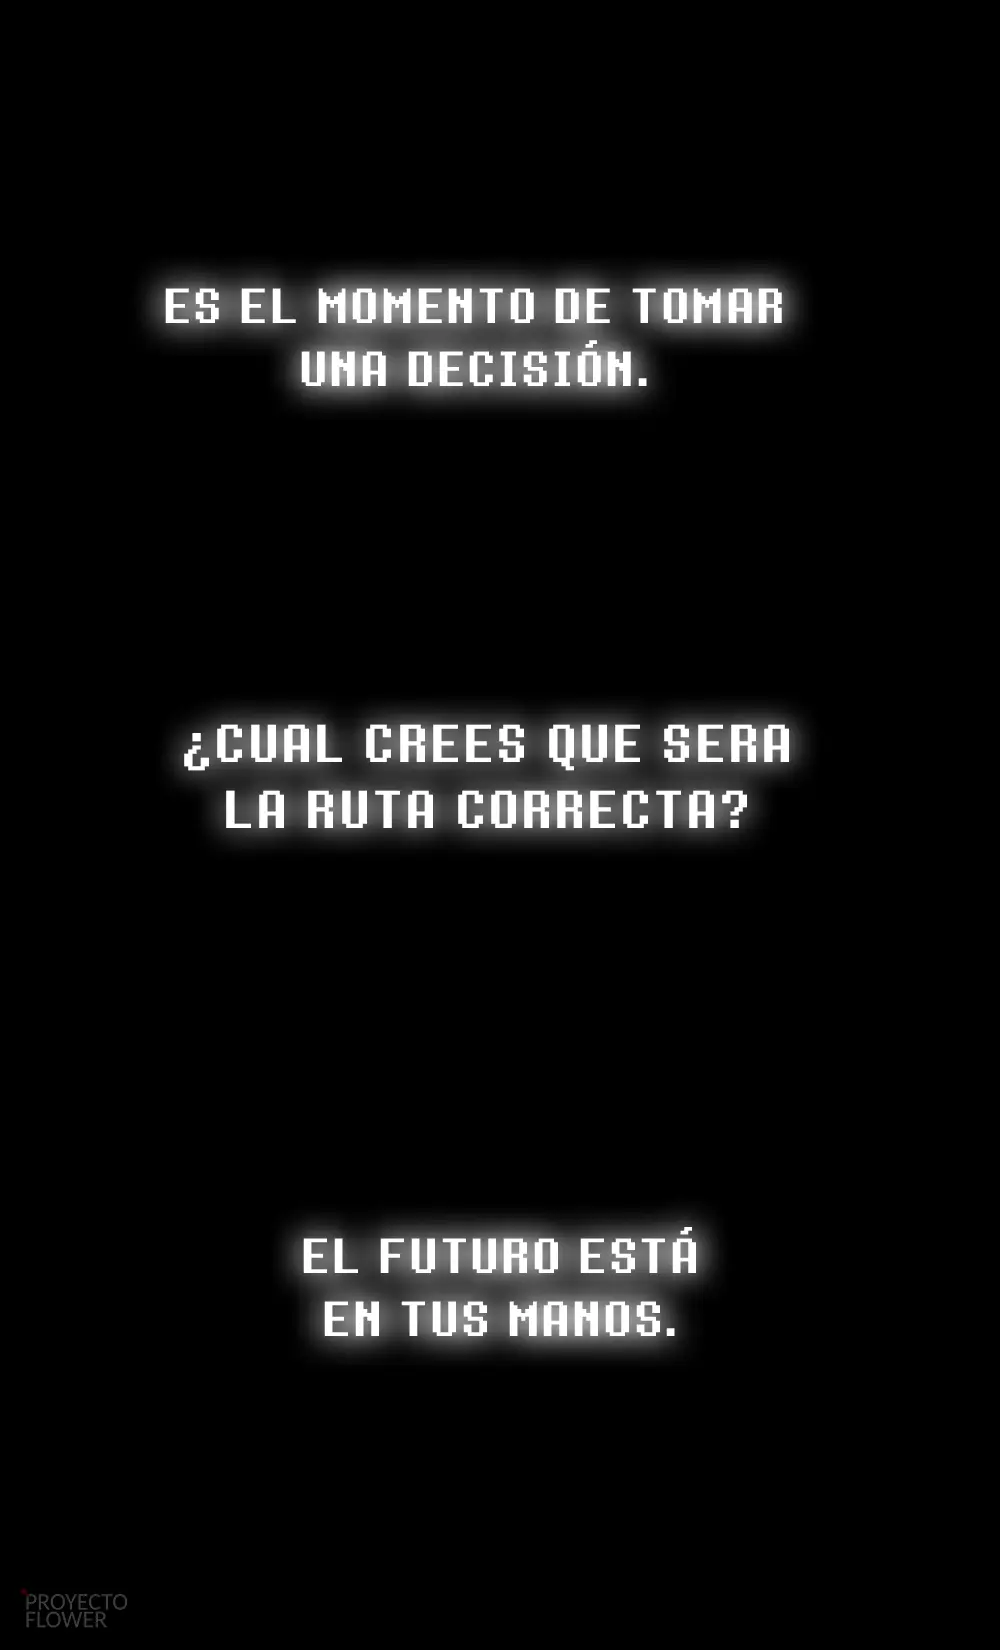 ES EL MOMENTO DE TOMAR
UNA DECISIÓN.
¿CUAL CREES QUE SERA
LA RUTA CORRECTA?
EL FUTURO ESTÁ
EN TUS MANOS.
PROYECTO
FLOWER